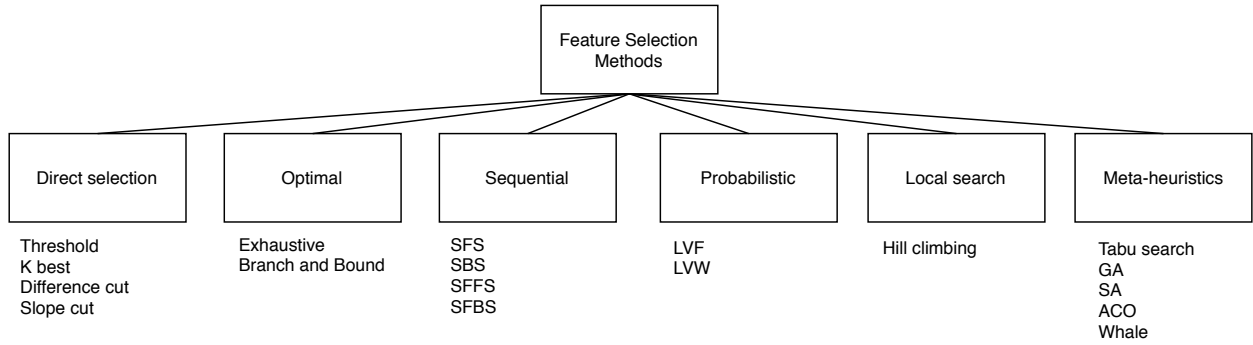 Feature Selection
Methods
Direct selection
Optimal
Sequential
Probabilistic
Local search
Meta-heuristics
Threshold
K best
Difference cut
Slope cut
Exhaustive
Branch and Bound
SFS
SBS
SFFS
SFBS
LVF
LVW
Hill climbing
Tabu search
GA
SA
ACO
Whale